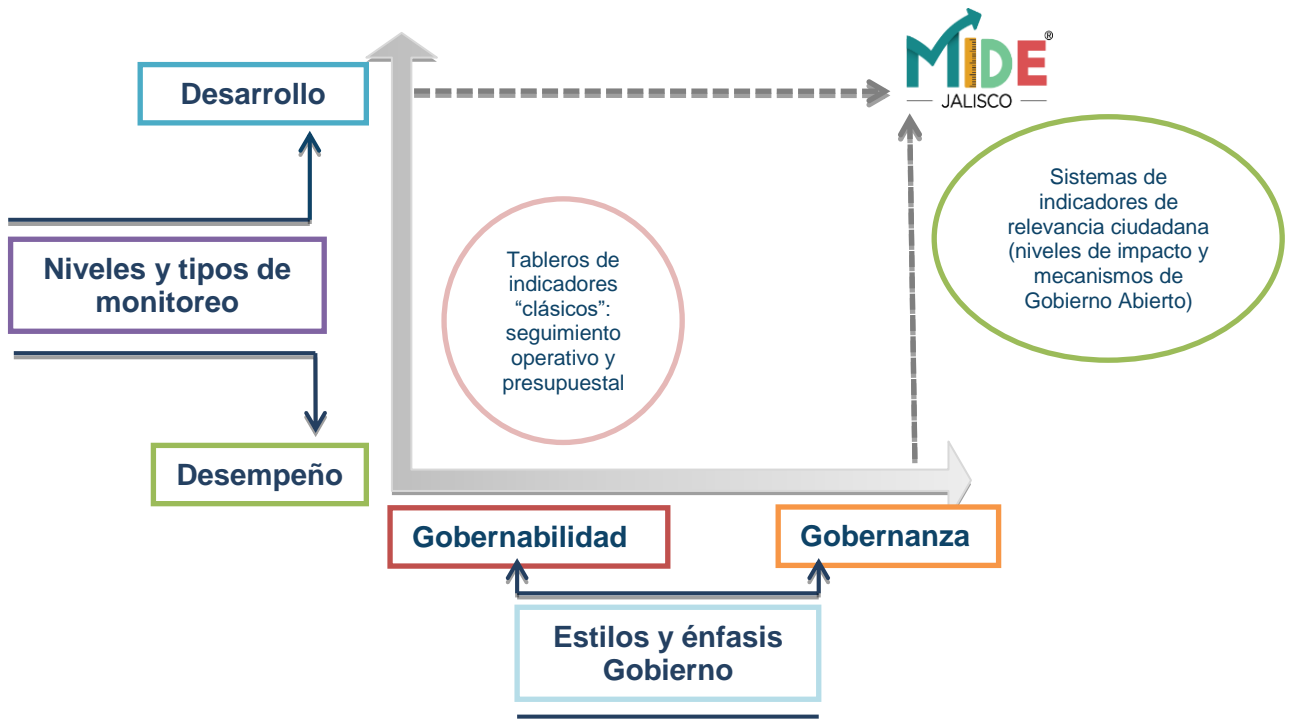 MIDE®
JALISCO
Desarrollo
Sistemas de
indicadores de
relevancia ciudadana
(niveles de impacto y
mecanismos de
Gobierno Abierto)
Niveles y tipos de
monitoreo
Tableros de
indicadores
“clásicos”:
seguimiento
operativo y
presupuestal
Desempeño
Gobernabilidad
Gobernanza
Estilos y énfasis
Gobierno